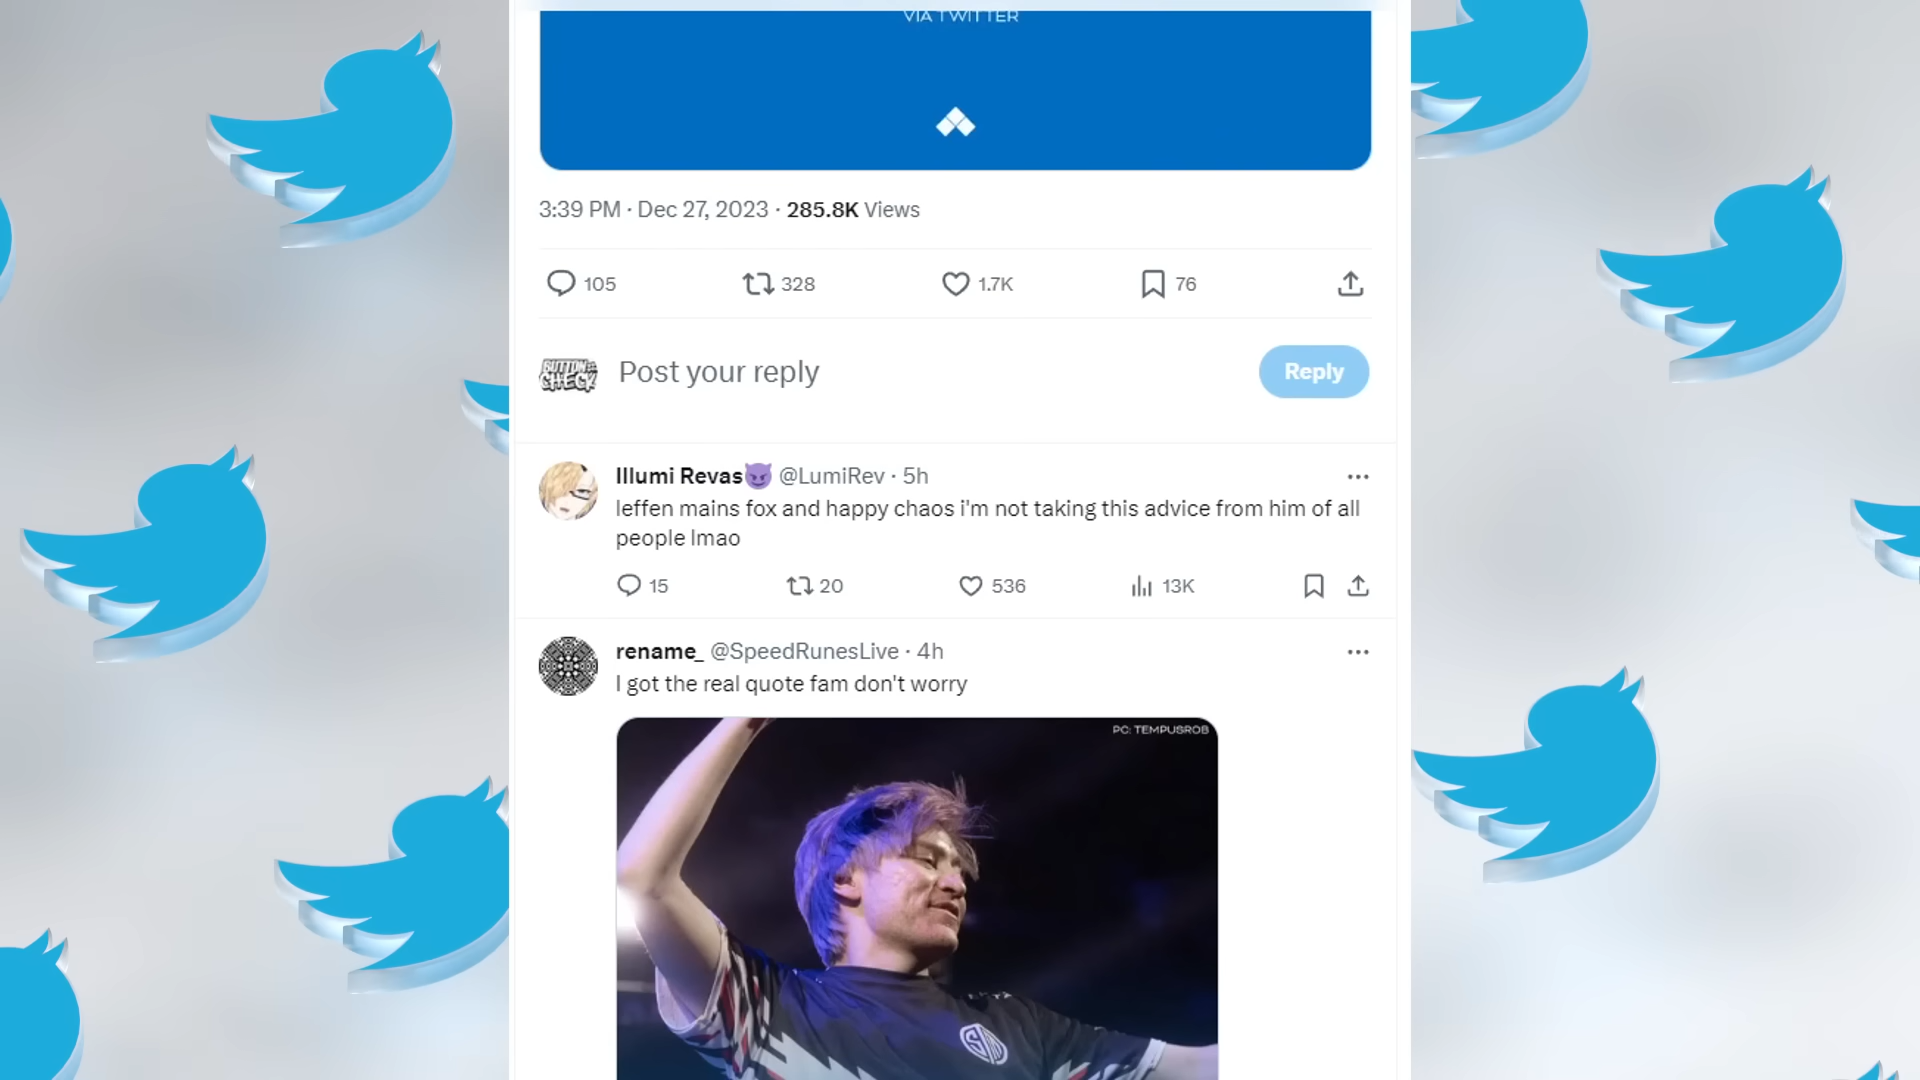 VIA TWITTER
3:39 PM · Dec 27, 2023 · 285.8K Views
105 328 1.7K 76
BUTTON CHECK
Post your reply
Reply
Illumi Revas😈 @LumiRev · 5h
leffen mains fox and happy chaos i'm not taking this advice from him of all
people lmao
15 20 536 13K
rename_ @SpeedRunesLive · 4h
I got the real quote fam don't worry
PC: TEMPUSROB